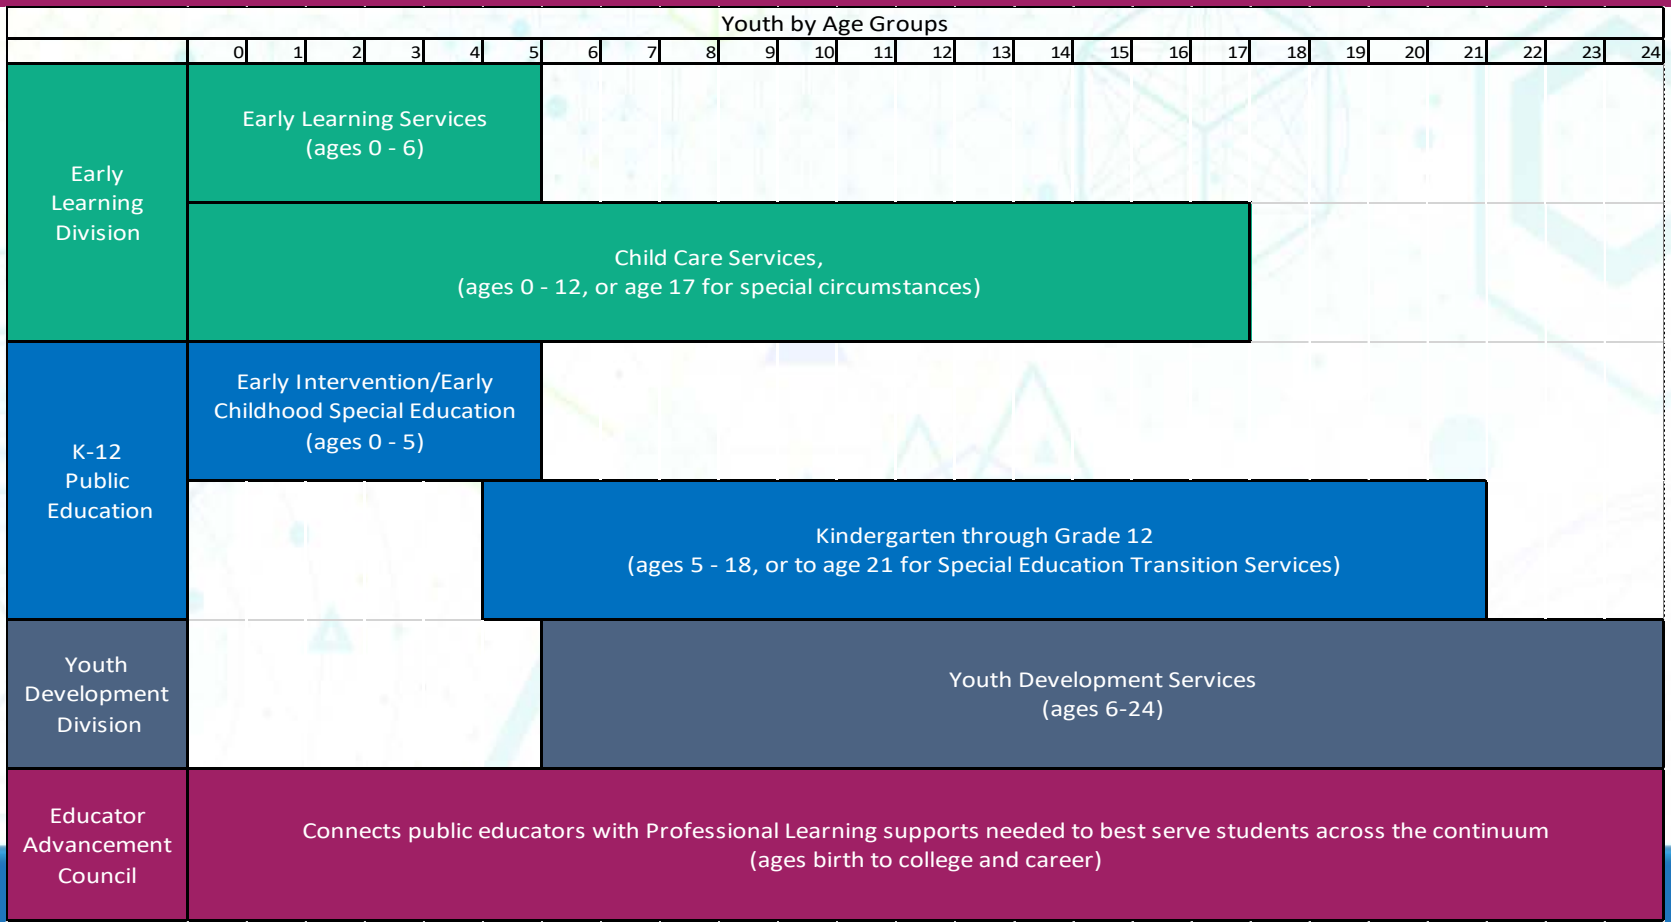 Youth by Age Groups
0 1 2 3 4 5 6 7 8 9 10 11 12 13 14 15 16 17 18 19 20 21 22 23 24
Early
Learning
Division
Early Learning Services
(ages 0 - 6)
Child Care Services,
(ages 0 - 12, or age 17 for special circumstances)
K-12
Public
Education
Early Intervention/Early
Childhood Special Education
(ages 0 - 5)
Kindergarten through Grade 12
(ages 5 - 18, or to age 21 for Special Education Transition Services)
Youth
Development
Division
Youth Development Services
(ages 6-24)
Educator
Advancement
Council
Connects public educators with Professional Learning supports needed to best serve students across the continuum
(ages birth to college and career)